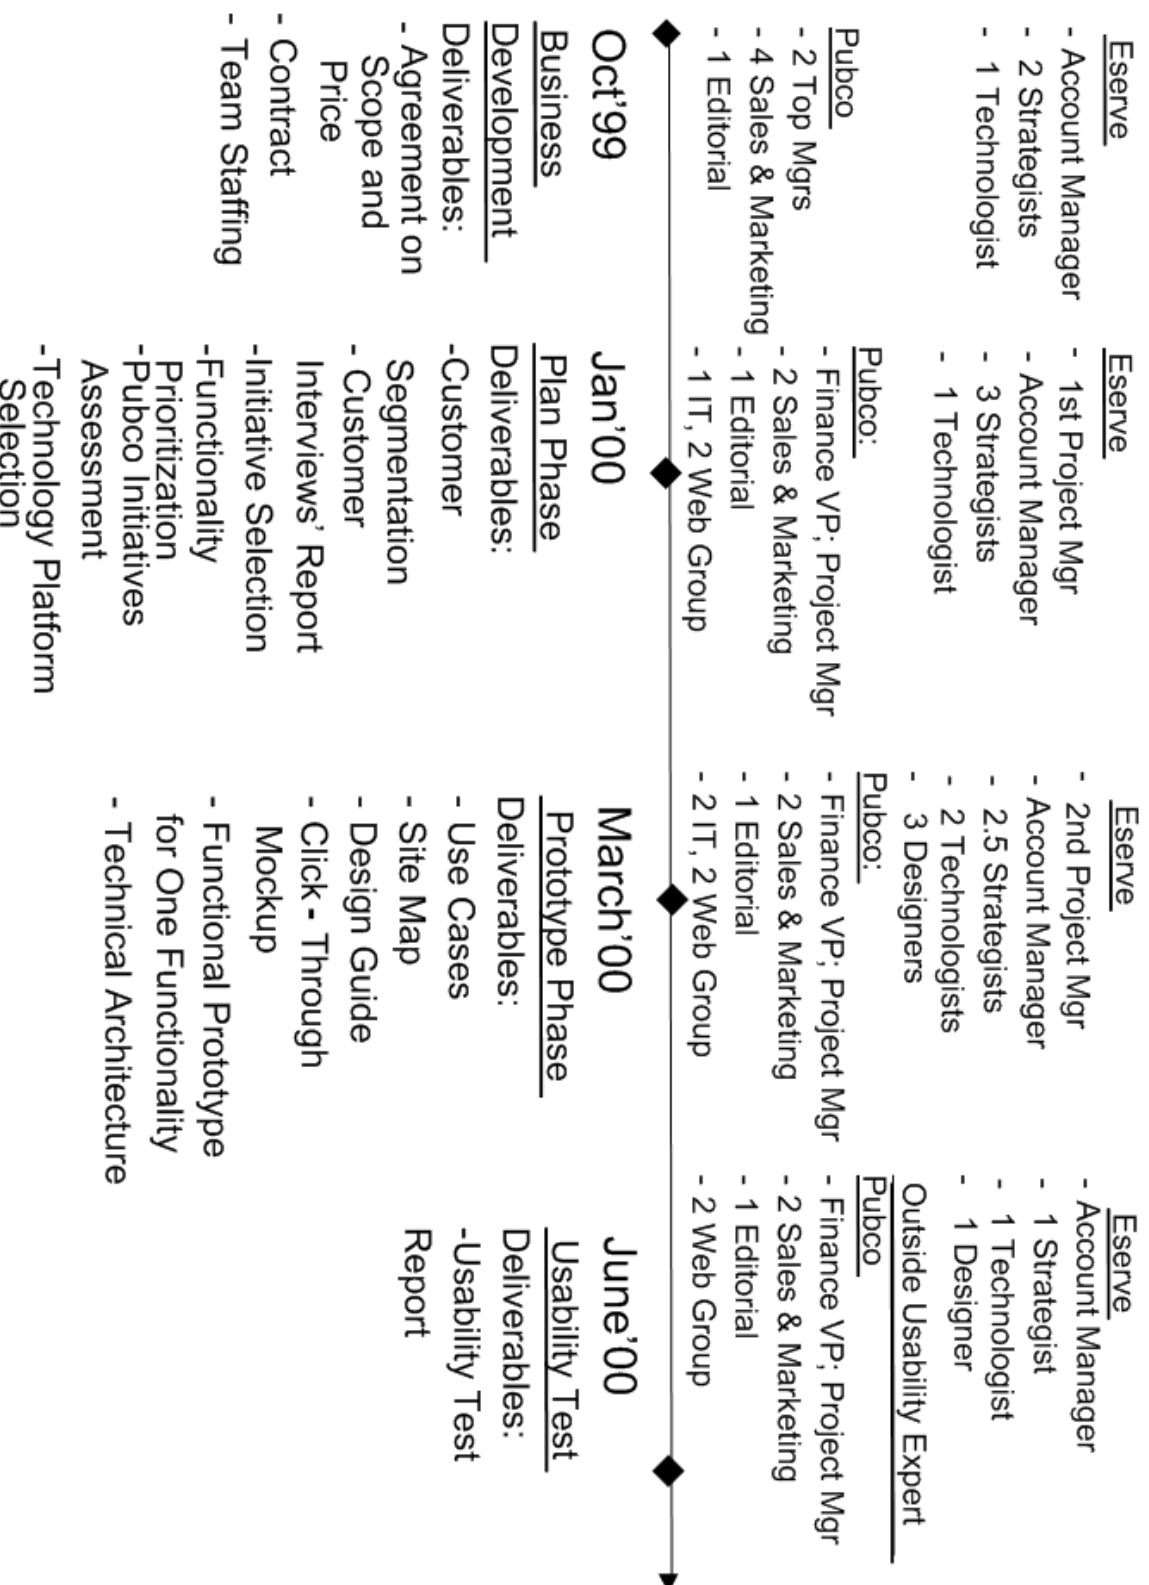 Eserve
- Account Manager
- 2 Strategists
- 1 Technologist
Pubco
- 2 Top Mgrs
- 4 Sales & Marketing
- 1 Editorial
Oct'99
Business
Development
Deliverables:
- Agreement on
Scope and
Price
- Contract
- Team Staffing
Eserve
- 1st Project Mgr
- Account Manager
- 3 Strategists
- 1 Technologist
Pubco:
- Finance VP; Project Mgr
- 2 Sales & Marketing
- 1 Editorial
- 1 IT, 2 Web Group
Jan'00
Plan Phase
Deliverables:
-Customer
Segmentation
- Customer
Interviews' Report
-Initiative Selection
-Functionality
Prioritization
-Pubco Initiatives
Assessment
-Technology Platform
Selection
Eserve
- 2nd Project Mgr
- Account Manager
- 2.5 Strategists
- 2 Technologists
- 3 Designers
Pubco:
- Finance VP; Project Mgr
- 2 Sales & Marketing
- 1 Editorial
- 2 IT, 2 Web Group
March'00
Prototype Phase
Deliverables:
- Use Cases
- Site Map
- Design Guide
- Click - Through
Mockup
- Functional Prototype
for One Functionality
- Technical Architecture
Eserve
- Account Manager
- 1 Strategist
- 1 Technologist
- 1 Designer
Outside Usability Expert
Pubco
- Finance VP; Project Mgr
- 2 Sales & Marketing
- 1 Editorial
- 2 Web Group
June'00
Usability Test
Deliverables:
-Usability Test
Report